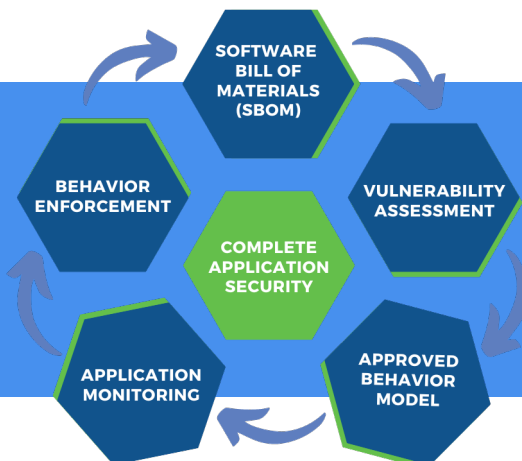 SOFTWARE
BILL OF
MATERIALS
(SBOM)
VULNERABILITY
ASSESSMENT
APPROVED
BEHAVIOR
MODEL
APPLICATION
MONITORING
BEHAVIOR
ENFORCEMENT
COMPLETE
APPLICATION
SECURITY